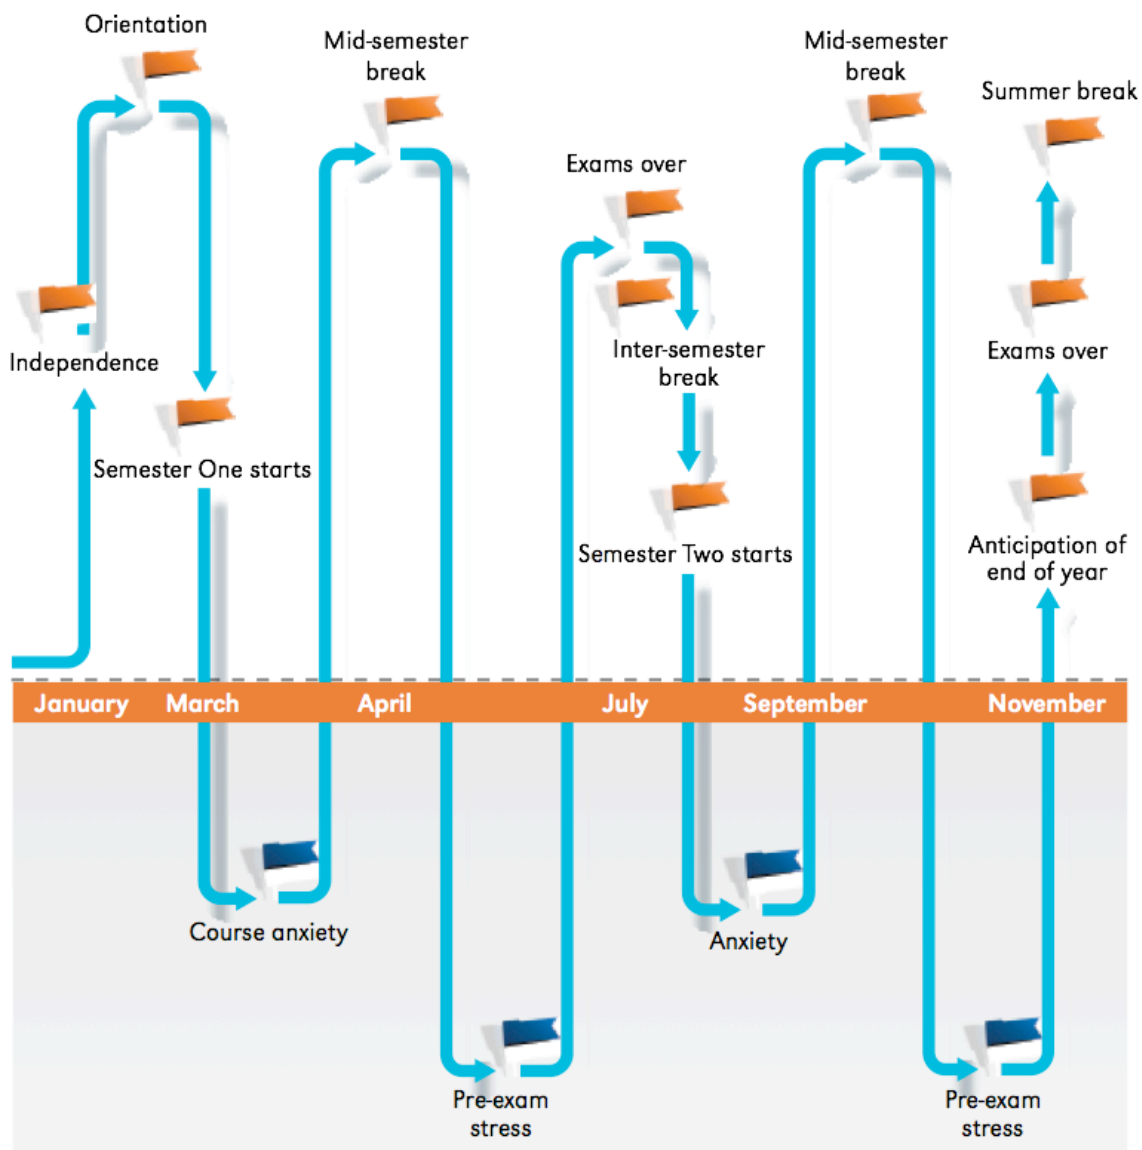 Orientation
Mid-semester
break
Mid-semester
break
Summer break
Exams over
Independence
Inter-semester
break
Exams over
Semester One starts
Semester Two starts
Anticipation of
end of year
January March April July September November
Course anxiety
Anxiety
Pre-exam
stress
Pre-exam
stress